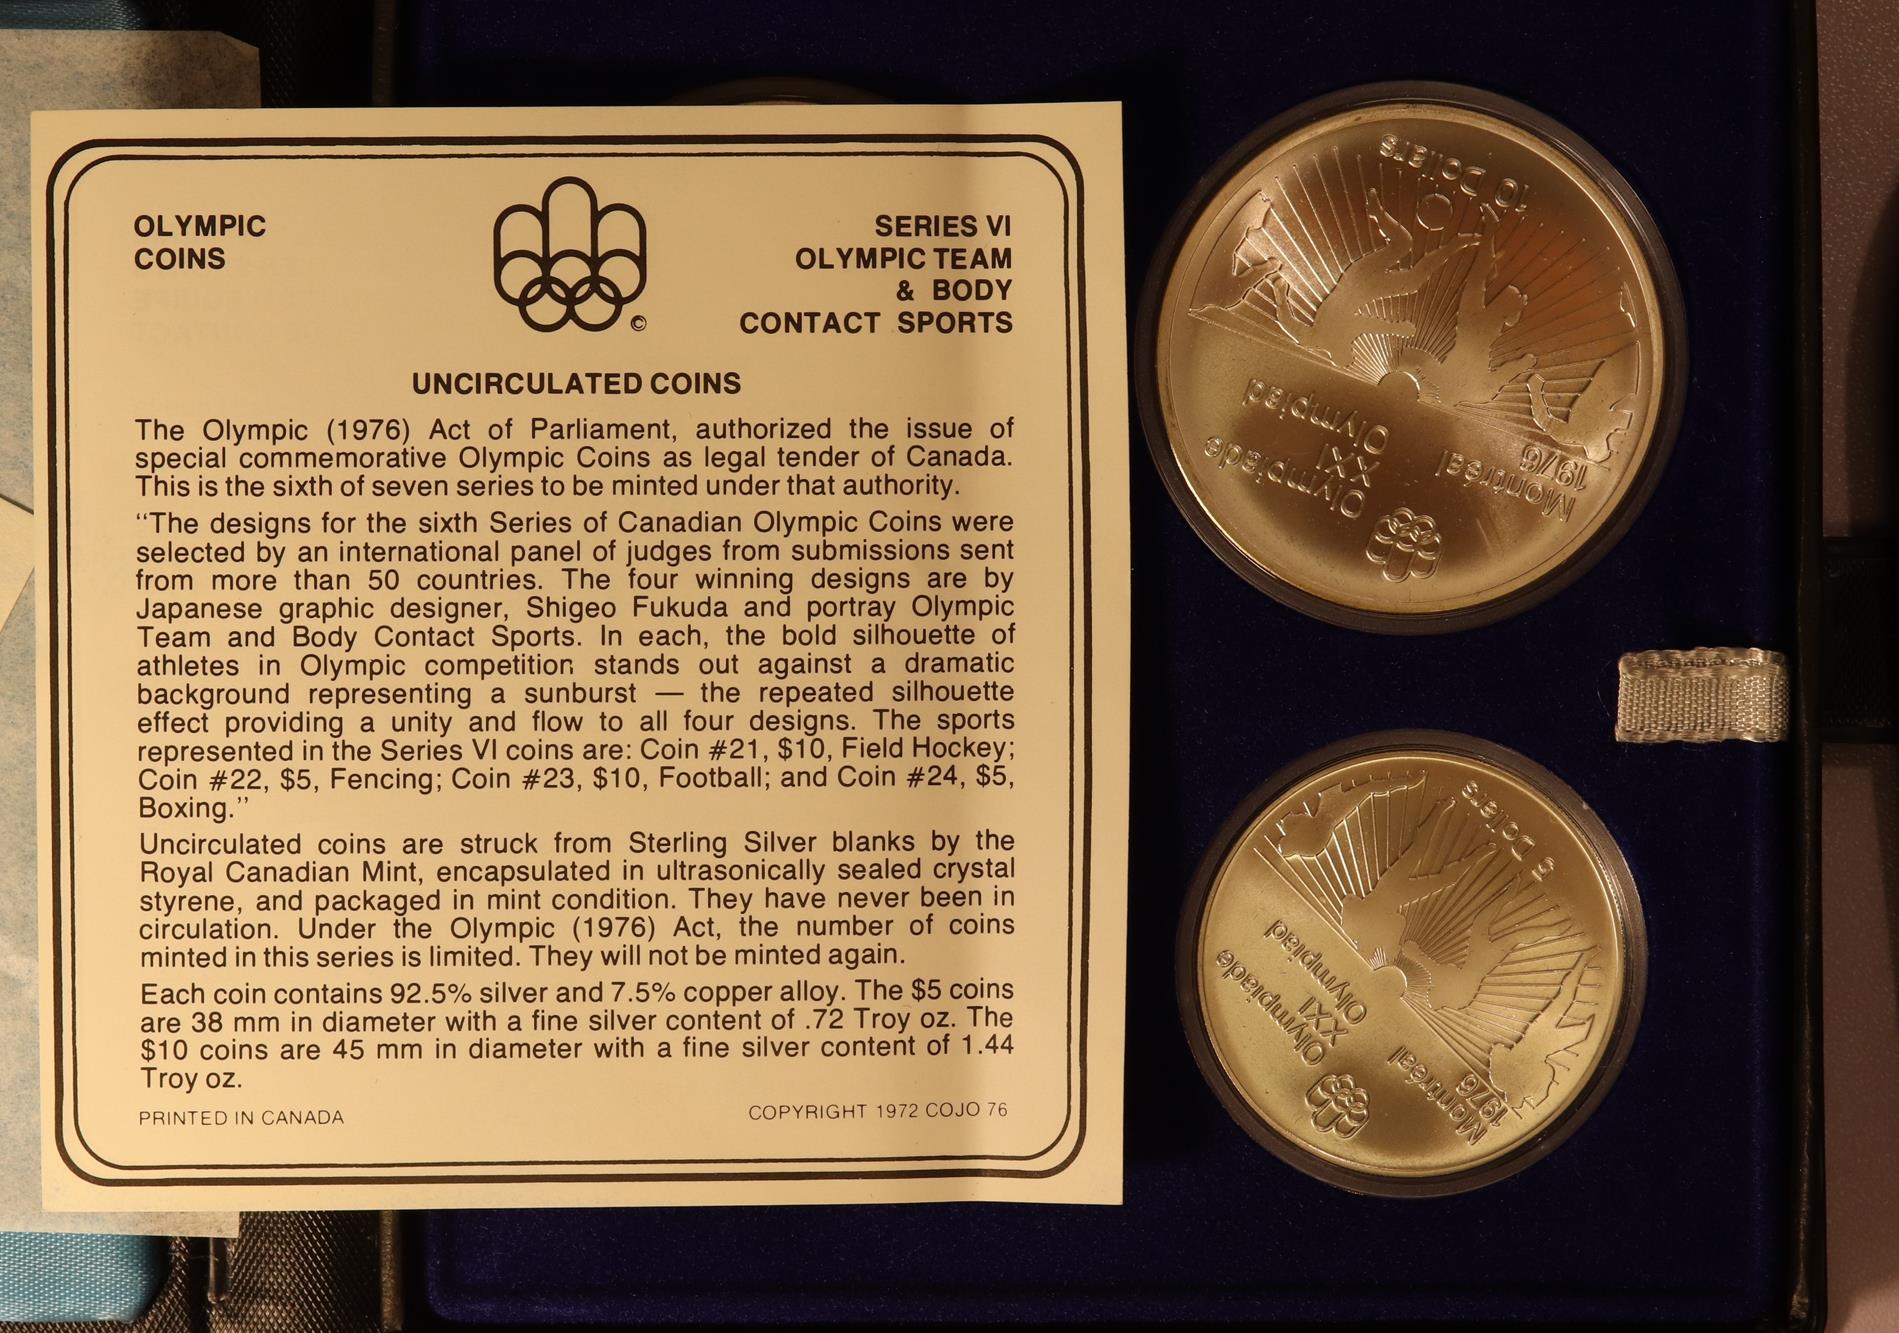 OLYMPIC
COINS
©
SERIES VI
OLYMPIC TEAM
& BODY
CONTACT SPORTS
UNCIRCULATED COINS
The Olympic (1976) Act of Parliament, authorized the issue of
special commemorative Olympic Coins as legal tender of Canada.
This is the sixth of seven series to be minted under that authority.
“The designs for the sixth Series of Canadian Olympic Coins were
selected by an international panel of judges from submissions sent
from more than 50 countries. The four winning designs are by
Japanese graphic designer, Shigeo Fukuda and portray Olympic
Team and Body Contact Sports. In each, the bold silhouette of
athletes in Olympic competition stands out against a dramatic
background representing a sunburst — the repeated silhouette
effect providing a unity and flow to all four designs. The sports
represented in the Series VI coins are: Coin #21, $10, Field Hockey;
Coin #22, $5, Fencing; Coin #23, $10, Football; and Coin #24, $5,
Boxing.”
Uncirculated coins are struck from Sterling Silver blanks by the
Royal Canadian Mint, encapsulated in ultrasonically sealed crystal
styrene, and packaged in mint condition. They have never been in
circulation. Under the Olympic (1976) Act, the number of coins
minted in this series is limited. They will not be minted again.
Each coin contains 92.5% silver and 7.5% copper alloy. The $5 coins
are 38 mm in diameter with a fine silver content of .72 Troy oz. The
$10 coins are 45 mm in diameter with a fine silver content of 1.44
Troy oz.
PRINTED IN CANADA
COPYRIGHT 1972 COJO 76
Montréal
1976
Olympiade
XXI
Olympiad
10 Dollars
Montréal
1976
Olympiade
XXI
Olympiad
5 Dollars